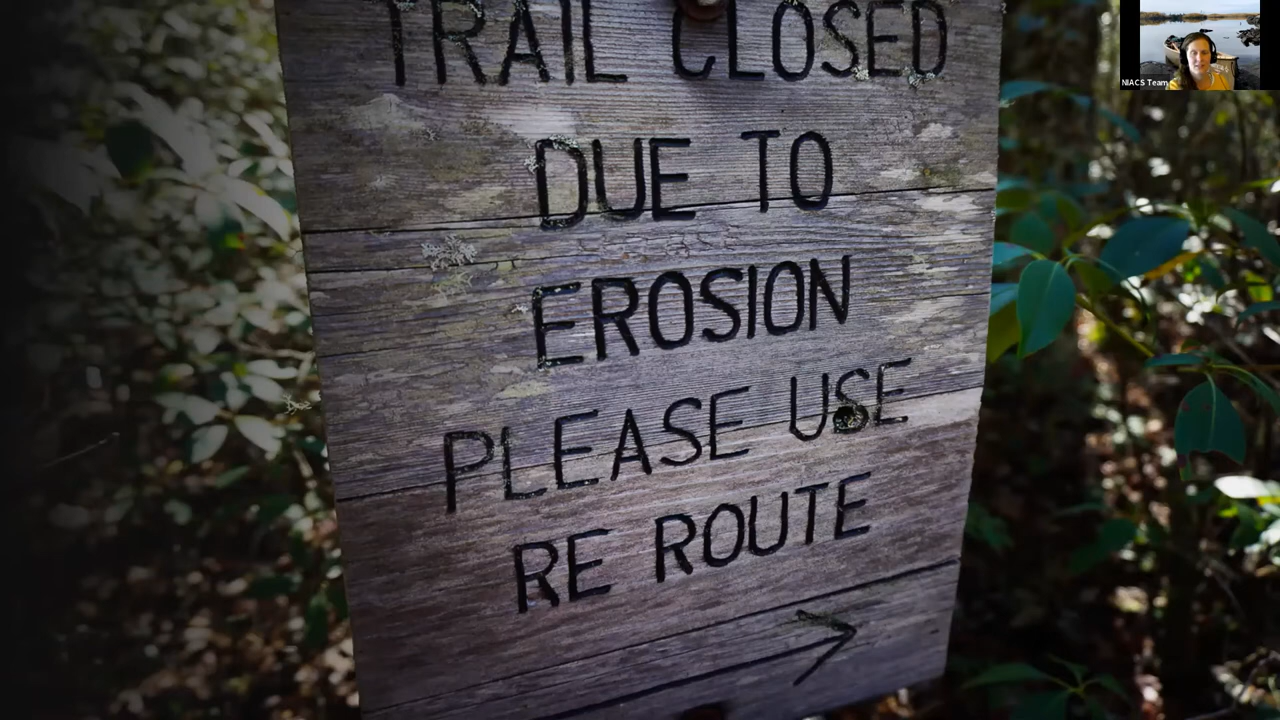 TRAIL CLOSED
DUE TO
EROSION
PLEASE USE
RE ROUTE
NIACS Team